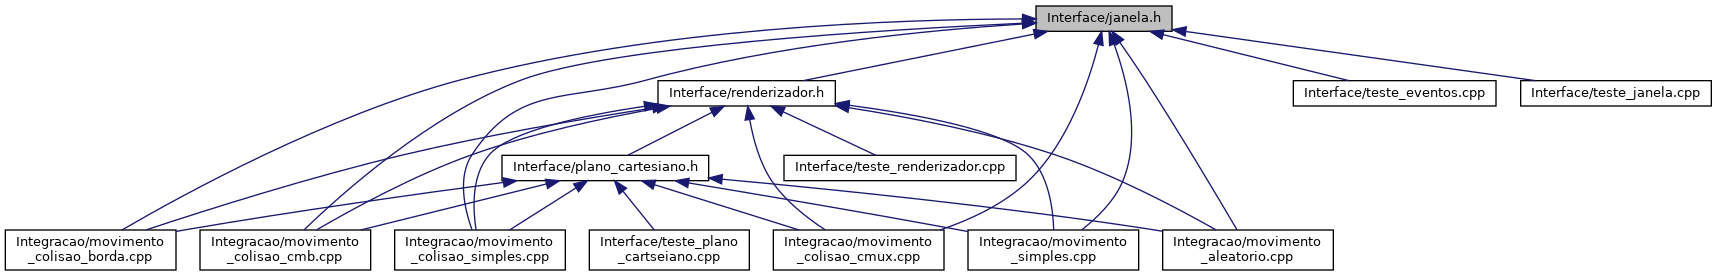 Interface/janela.h
Interface/renderizador.h
Interface/teste_eventos.cpp
Interface/teste_janela.cpp
Interface/plano_cartesiano.h
Interface/teste_renderizador.cpp
Integracao/movimento
_colisao_borda.cpp
Integracao/movimento
_colisao_cmb.cpp
Integracao/movimento
_colisao_simples.cpp
Interface/teste_plano
_cartseiano.cpp
Integracao/movimento
_colisao_cmux.cpp
Integracao/movimento
_simples.cpp
Integracao/movimento
_aleatorio.cpp